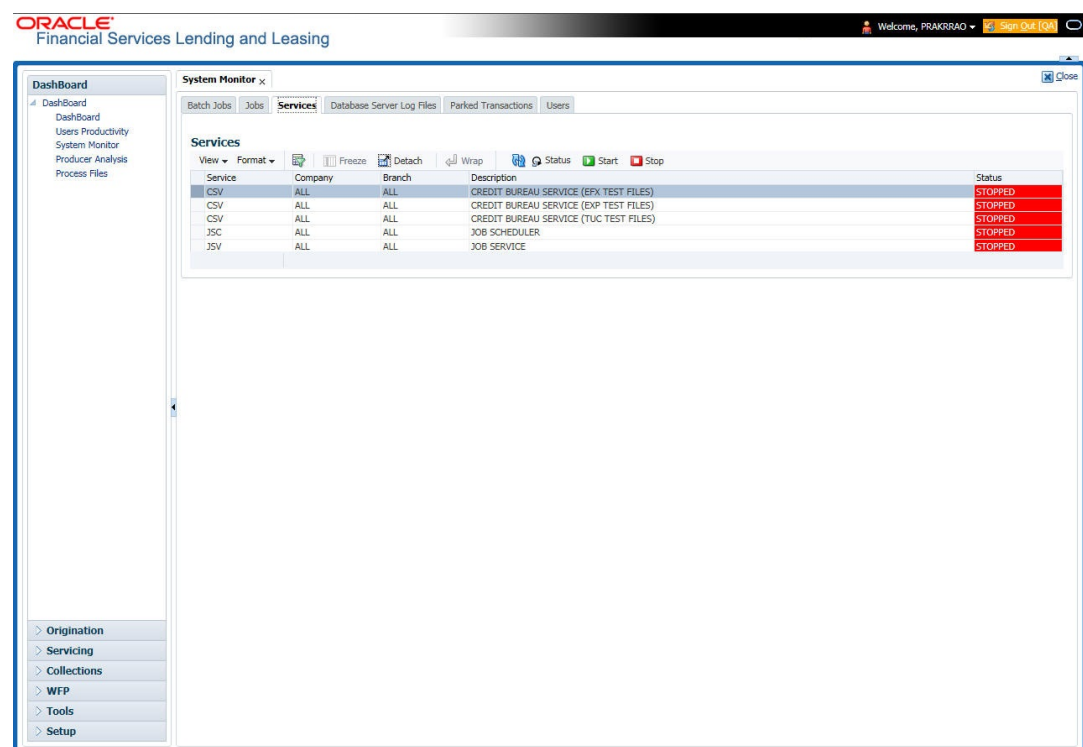 ORACLE
Financial Services Lending and Leasing
Welcome, PRAKRRAO
Sign Out [QA]
DashBoard
DashBoard
DashBoard
Users Productivity
System Monitor
Producer Analysis
Process Files
Origination
Servicing
Collections
WFP
Tools
Setup
System Monitor
Close
Batch Jobs Jobs Services Database Server Log Files Parked Transactions Users
Services
View Format Freeze Detach Wrap Status Start Stop
Service Company Branch Description Status
CSV ALL ALL CREDIT BUREAU SERVICE (EFX TEST FILES) STOPPED
CSV ALL ALL CREDIT BUREAU SERVICE (EXP TEST FILES) STOPPED
CSV ALL ALL CREDIT BUREAU SERVICE (TUC TEST FILES) STOPPED
JSC ALL ALL JOB SCHEDULER STOPPED
JSV ALL ALL JOB SERVICE STOPPED